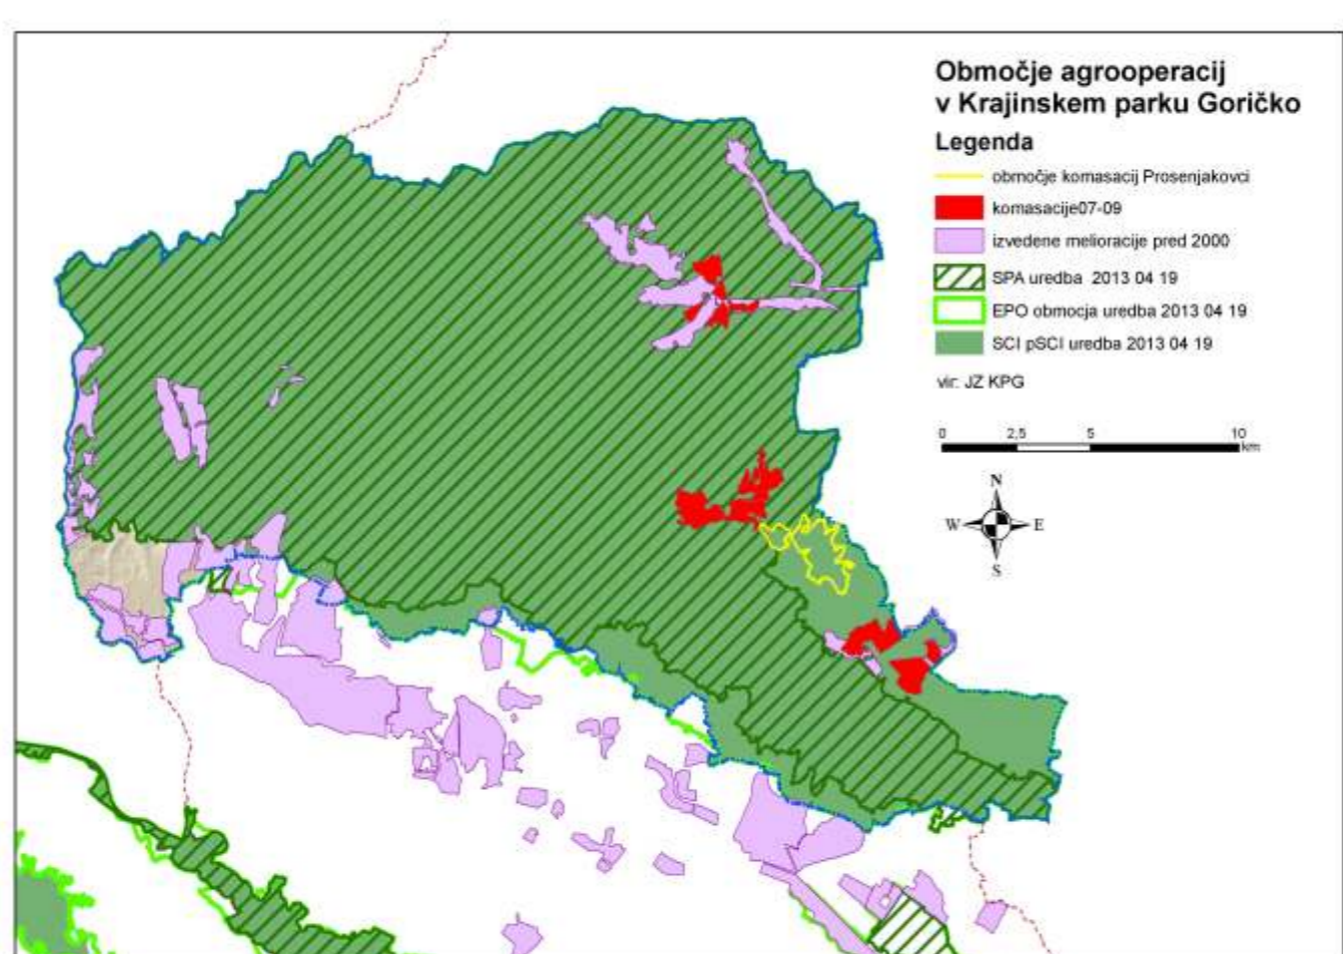 Območje agrooperacij
v Krajinskem parku Goričko
Legenda
območje komasacij Prosenjakovci
komasacije07-09
izvedene melioracije pred 2000
SPA uredba 2013 04 19
EPO obmocja uredba 2013 04 19
SCI pSCI uredba 2013 04 19
vir: JZ KPG
0 2,5 5 10
km
N
W E
S